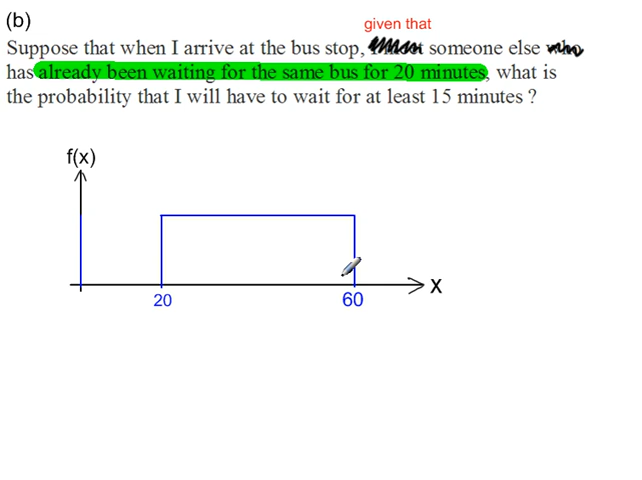 (b)
given that
Suppose that when I arrive at the bus stop, someone else
has already been waiting for the same bus for 20 minutes, what is
the probability that I will have to wait for at least 15 minutes ?
f(x)
X
20
60